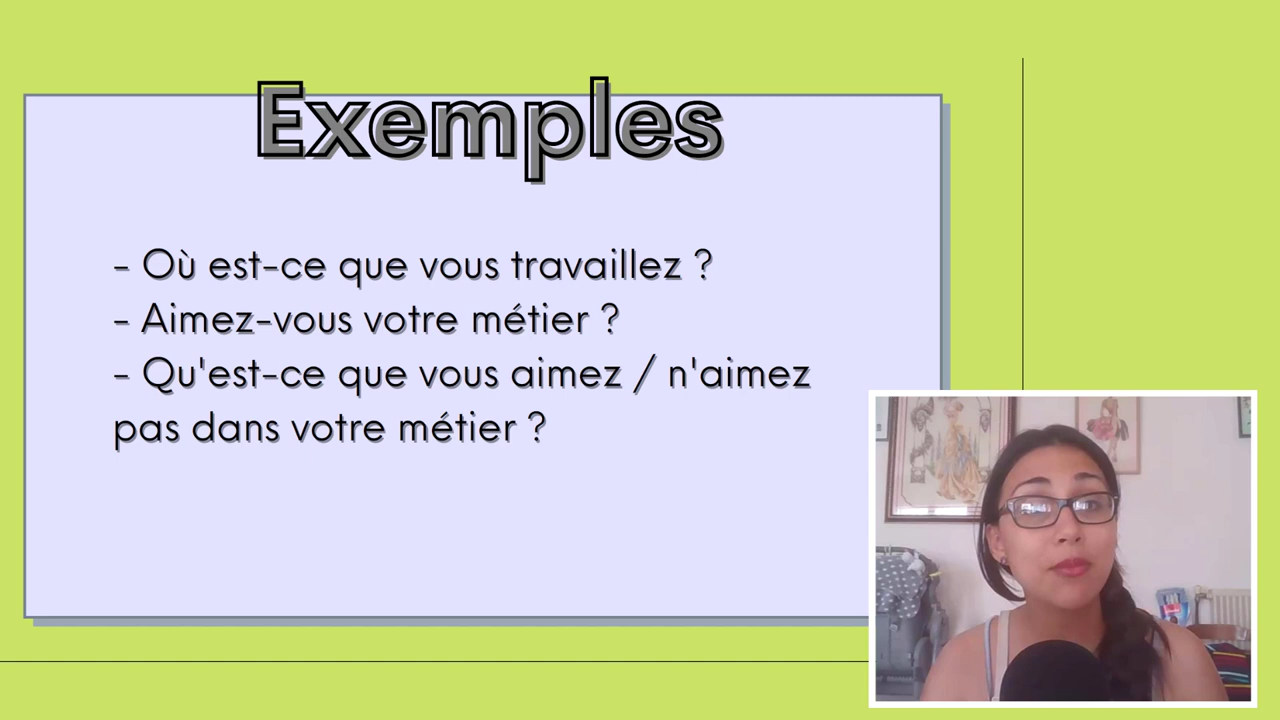 Exemples
- Où est-ce que vous travaillez ?
- Aimez-vous votre métier ?
- Qu'est-ce que vous aimez / n'aimez
pas dans votre métier ?